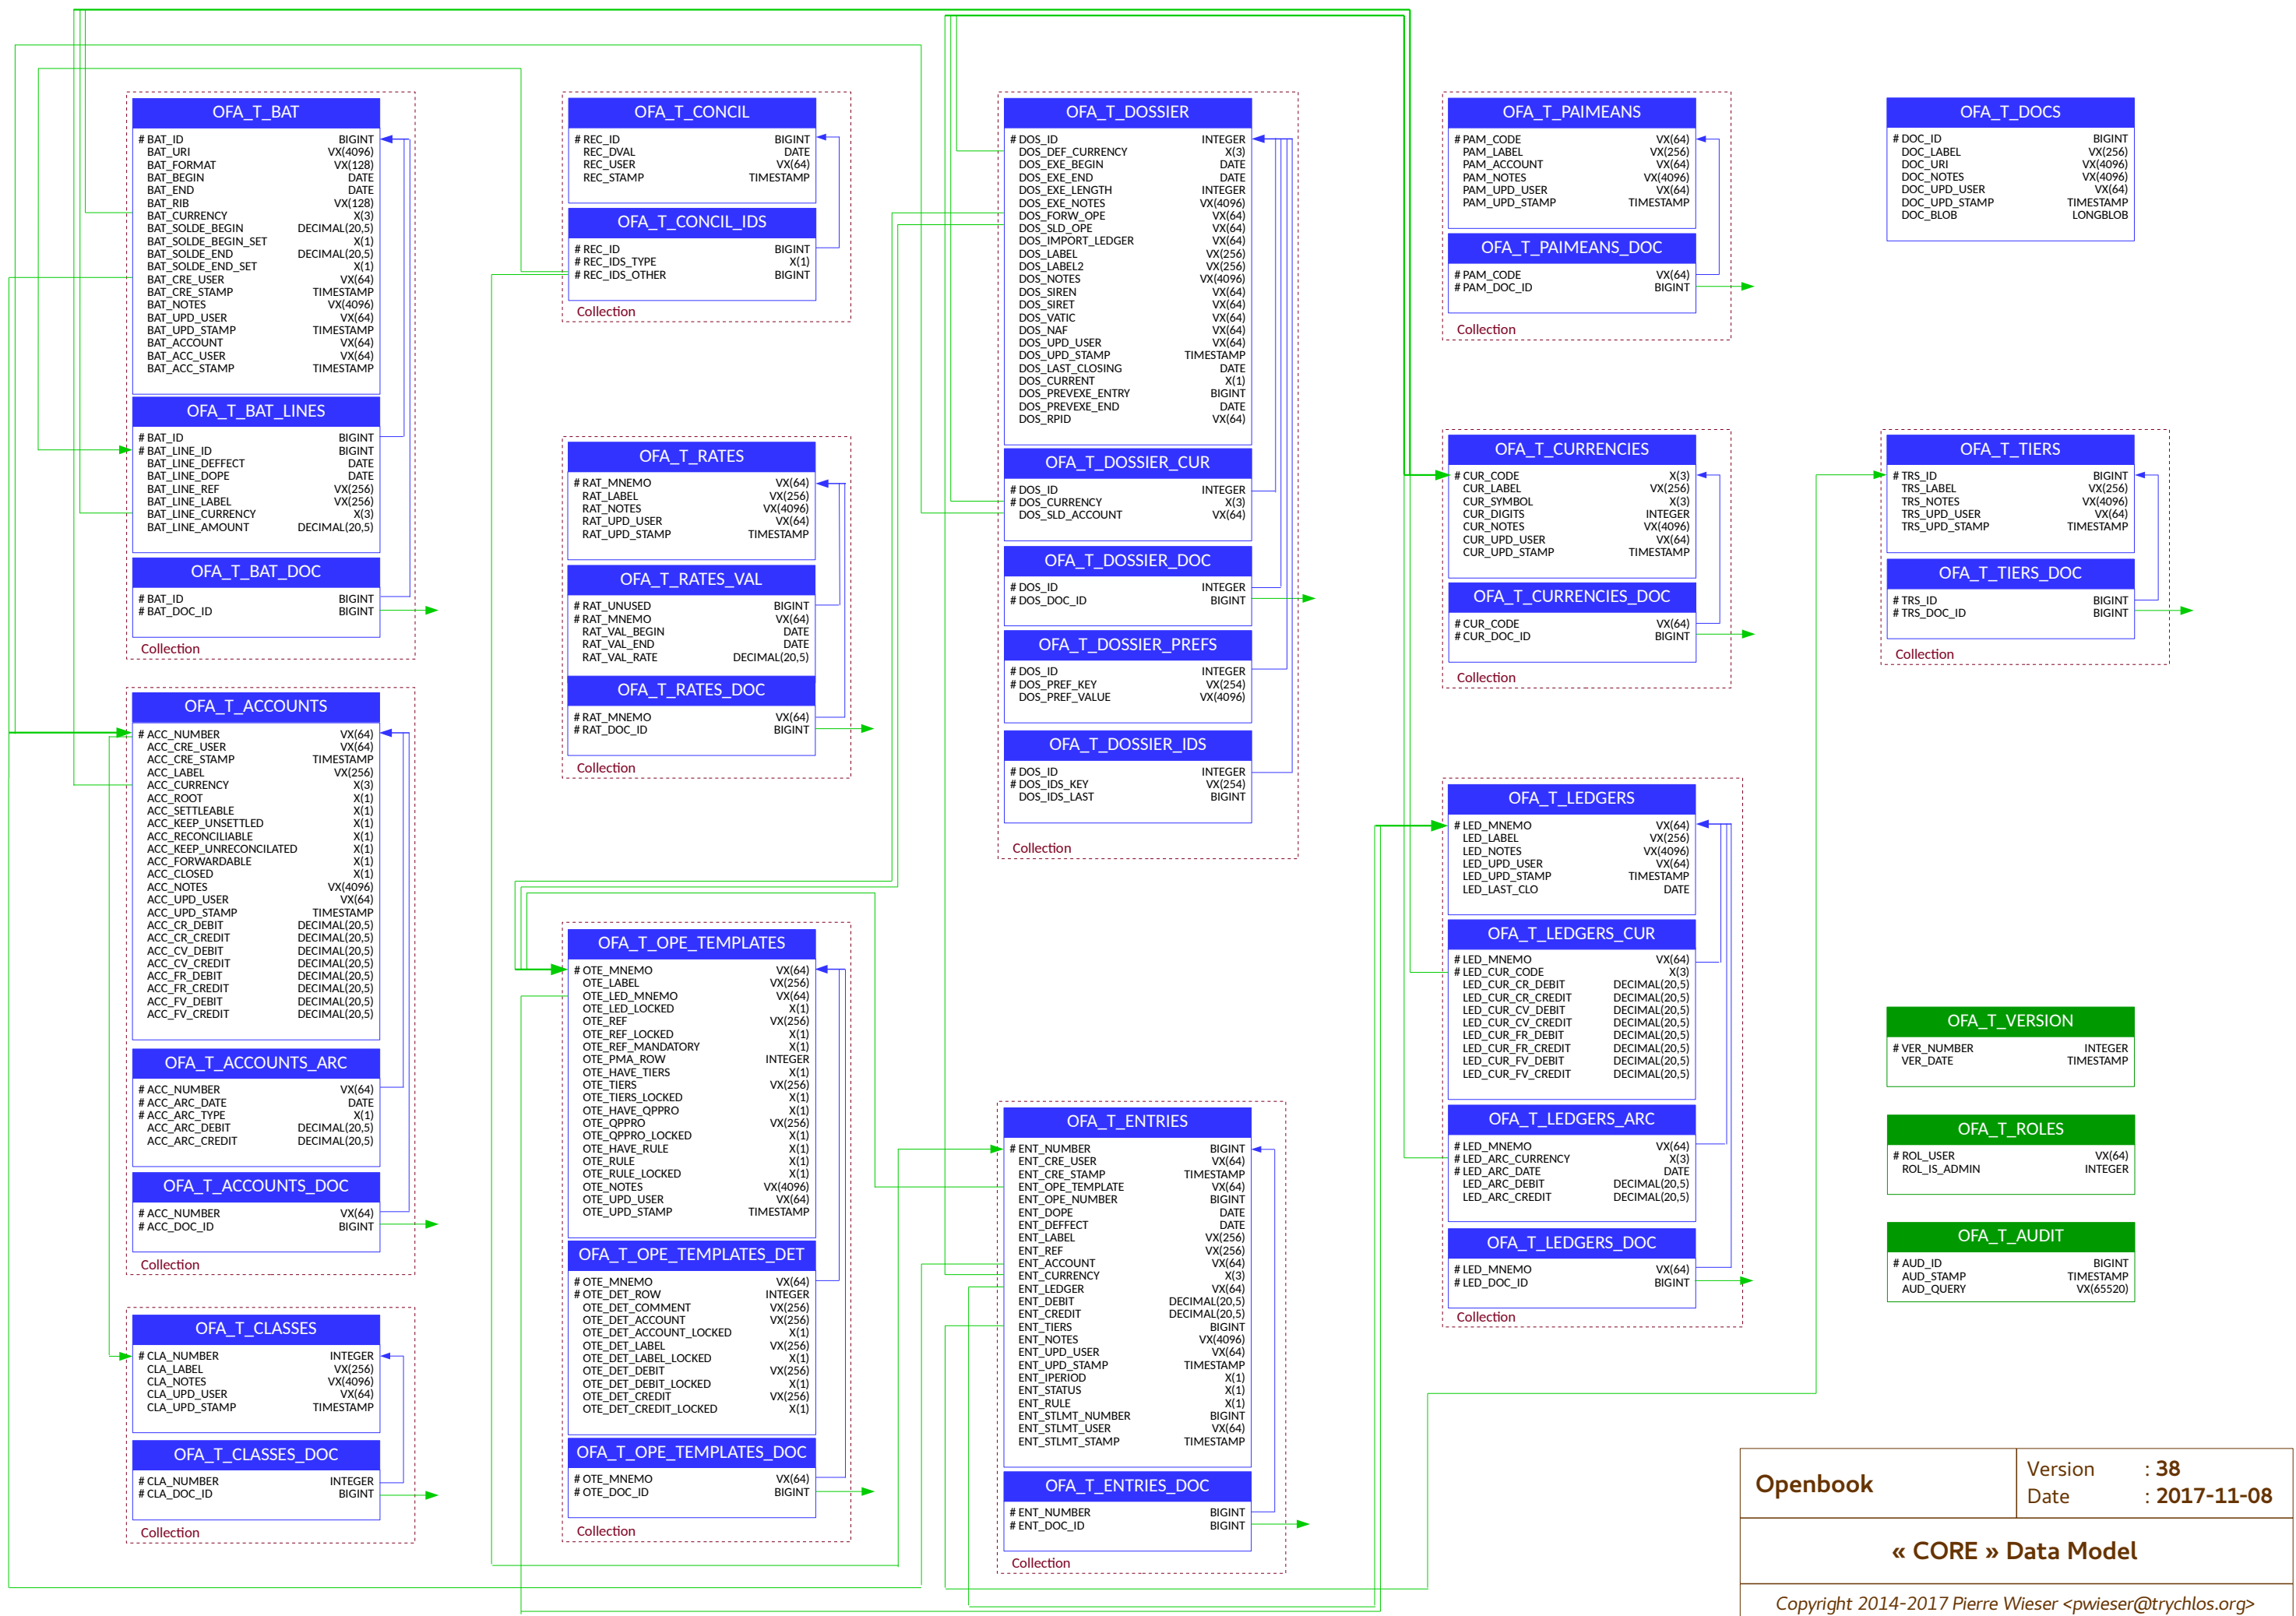 OFA_T_BAT
# BAT_ID BIGINT
BAT_URI VX(4096)
BAT_FORMAT VX(128)
BAT_BEGIN DATE
BAT_END DATE
BAT_RIB VX(128)
BAT_CURRENCY X(3)
BAT_SOLDE_BEGIN DECIMAL(20,5)
BAT_SOLDE_BEGIN_SET X(1)
BAT_SOLDE_END DECIMAL(20,5)
BAT_SOLDE_END_SET X(1)
BAT_CRE_USER VX(64)
BAT_CRE_STAMP TIMESTAMP
BAT_NOTES VX(4096)
BAT_UPD_USER VX(64)
BAT_UPD_STAMP TIMESTAMP
BAT_ACCOUNT VX(64)
BAT_ACC_USER VX(64)
BAT_ACC_STAMP TIMESTAMP
OFA_T_BAT_LINES
# BAT_ID BIGINT
# BAT_LINE_ID BIGINT
BAT_LINE_DEFFECT DATE
BAT_LINE_DOPE DATE
BAT_LINE_REF VX(256)
BAT_LINE_LABEL VX(256)
BAT_LINE_CURRENCY X(3)
BAT_LINE_AMOUNT DECIMAL(20,5)
OFA_T_BAT_DOC
# BAT_ID BIGINT
# BAT_DOC_ID BIGINT
Collection
OFA_T_ACCOUNTS
# ACC_NUMBER VX(64)
ACC_CRE_USER VX(64)
ACC_CRE_STAMP TIMESTAMP
ACC_LABEL VX(256)
ACC_CURRENCY X(3)
ACC_ROOT X(1)
ACC_SETTLEABLE X(1)
ACC_KEEP_UNSETTLED X(1)
ACC_RECONCILIABLE X(1)
ACC_KEEP_UNRECONCILATED X(1)
ACC_FORWARDABLE X(1)
ACC_CLOSED X(1)
ACC_NOTES VX(4096)
ACC_UPD_USER VX(64)
ACC_UPD_STAMP TIMESTAMP
ACC_CR_DEBIT DECIMAL(20,5)
ACC_CR_CREDIT DECIMAL(20,5)
ACC_CV_DEBIT DECIMAL(20,5)
ACC_CV_CREDIT DECIMAL(20,5)
ACC_FR_DEBIT DECIMAL(20,5)
ACC_FR_CREDIT DECIMAL(20,5)
ACC_FV_DEBIT DECIMAL(20,5)
ACC_FV_CREDIT DECIMAL(20,5)
OFA_T_ACCOUNTS_ARC
# ACC_NUMBER VX(64)
# ACC_ARC_DATE DATE
# ACC_ARC_TYPE X(1)
ACC_ARC_DEBIT DECIMAL(20,5)
ACC_ARC_CREDIT DECIMAL(20,5)
OFA_T_ACCOUNTS_DOC
# ACC_NUMBER VX(64)
# ACC_DOC_ID BIGINT
Collection
OFA_T_CLASSES
# CLA_NUMBER INTEGER
CLA_LABEL VX(256)
CLA_NOTES VX(4096)
CLA_UPD_USER VX(64)
CLA_UPD_STAMP TIMESTAMP
OFA_T_CLASSES_DOC
# CLA_NUMBER INTEGER
# CLA_DOC_ID BIGINT
Collection
OFA_T_CONCIL
# REC_ID BIGINT
REC_DVAL DATE
REC_USER VX(64)
REC_STAMP TIMESTAMP
OFA_T_CONCIL_IDS
# REC_ID BIGINT
# REC_IDS_TYPE X(1)
# REC_IDS_OTHER BIGINT
Collection
OFA_T_RATES
# RAT_MNEMO VX(64)
RAT_LABEL VX(256)
RAT_NOTES VX(4096)
RAT_UPD_USER VX(64)
RAT_UPD_STAMP TIMESTAMP
OFA_T_RATES_VAL
# RAT_UNUSED BIGINT
# RAT_MNEMO VX(64)
RAT_VAL_BEGIN DATE
RAT_VAL_END DATE
RAT_VAL_RATE DECIMAL(20,5)
OFA_T_RATES_DOC
# RAT_MNEMO VX(64)
# RAT_DOC_ID BIGINT
Collection
OFA_T_OPE_TEMPLATES
# OTE_MNEMO VX(64)
OTE_LABEL VX(256)
OTE_LED_MNEMO VX(64)
OTE_LED_LOCKED X(1)
OTE_REF VX(256)
OTE_REF_LOCKED X(1)
OTE_REF_MANDATORY X(1)
OTE_PMA_ROW INTEGER
OTE_HAVE_TIERS X(1)
OTE_TIERS VX(256)
OTE_TIERS_LOCKED X(1)
OTE_HAVE_QPPRO X(1)
OTE_QPPRO VX(256)
OTE_QPPRO_LOCKED X(1)
OTE_HAVE_RULE X(1)
OTE_RULE X(1)
OTE_RULE_LOCKED X(1)
OTE_NOTES VX(4096)
OTE_UPD_USER VX(64)
OTE_UPD_STAMP TIMESTAMP
OFA_T_OPE_TEMPLATES_DET
# OTE_MNEMO VX(64)
# OTE_DET_ROW INTEGER
OTE_DET_COMMENT VX(256)
OTE_DET_ACCOUNT VX(256)
OTE_DET_ACCOUNT_LOCKED X(1)
OTE_DET_LABEL VX(256)
OTE_DET_LABEL_LOCKED X(1)
OTE_DET_DEBIT VX(256)
OTE_DET_DEBIT_LOCKED X(1)
OTE_DET_CREDIT VX(256)
OTE_DET_CREDIT_LOCKED X(1)
OFA_T_OPE_TEMPLATES_DOC
# OTE_MNEMO VX(64)
# OTE_DOC_ID BIGINT
Collection
OFA_T_DOSSIER
# DOS_ID INTEGER
DOS_DEF_CURRENCY X(3)
DOS_EXE_BEGIN DATE
DOS_EXE_END DATE
DOS_EXE_LENGTH INTEGER
DOS_EXE_NOTES VX(4096)
DOS_FORW_OPE VX(64)
DOS_SLD_OPE VX(64)
DOS_IMPORT_LEDGER VX(64)
DOS_LABEL VX(256)
DOS_LABEL2 VX(256)
DOS_NOTES VX(4096)
DOS_SIREN VX(64)
DOS_SIRET VX(64)
DOS_VATIC VX(64)
DOS_NAF VX(64)
DOS_UPD_USER VX(64)
DOS_UPD_STAMP TIMESTAMP
DOS_LAST_CLOSING DATE
DOS_CURRENT X(1)
DOS_PREVEXE_ENTRY BIGINT
DOS_PREVEXE_END DATE
DOS_RPID VX(64)
OFA_T_DOSSIER_CUR
# DOS_ID INTEGER
# DOS_CURRENCY X(3)
DOS_SLD_ACCOUNT VX(64)
OFA_T_DOSSIER_DOC
# DOS_ID INTEGER
# DOS_DOC_ID BIGINT
OFA_T_DOSSIER_PREFS
# DOS_ID INTEGER
# DOS_PREF_KEY VX(254)
DOS_PREF_VALUE VX(4096)
OFA_T_DOSSIER_IDS
# DOS_ID INTEGER
# DOS_IDS_KEY VX(254)
DOS_IDS_LAST BIGINT
Collection
OFA_T_ENTRIES
# ENT_NUMBER BIGINT
ENT_CRE_USER VX(64)
ENT_CRE_STAMP TIMESTAMP
ENT_OPE_TEMPLATE VX(64)
ENT_OPE_NUMBER BIGINT
ENT_DOPE DATE
ENT_DEFFECT DATE
ENT_LABEL VX(256)
ENT_REF VX(256)
ENT_ACCOUNT VX(64)
ENT_CURRENCY X(3)
ENT_LEDGER VX(64)
ENT_DEBIT DECIMAL(20,5)
ENT_CREDIT DECIMAL(20,5)
ENT_TIERS BIGINT
ENT_NOTES VX(4096)
ENT_UPD_USER VX(64)
ENT_UPD_STAMP TIMESTAMP
ENT_IPERIOD X(1)
ENT_STATUS X(1)
ENT_RULE X(1)
ENT_STLMT_NUMBER BIGINT
ENT_STLMT_USER VX(64)
ENT_STLMT_STAMP TIMESTAMP
OFA_T_ENTRIES_DOC
# ENT_NUMBER BIGINT
# ENT_DOC_ID BIGINT
Collection
OFA_T_PAIMEANS
# PAM_CODE VX(64)
PAM_LABEL VX(256)
PAM_ACCOUNT VX(64)
PAM_NOTES VX(4096)
PAM_UPD_USER VX(64)
PAM_UPD_STAMP TIMESTAMP
OFA_T_PAIMEANS_DOC
# PAM_CODE VX(64)
# PAM_DOC_ID BIGINT
Collection
OFA_T_CURRENCIES
# CUR_CODE X(3)
CUR_LABEL VX(256)
CUR_SYMBOL X(3)
CUR_DIGITS INTEGER
CUR_NOTES VX(4096)
CUR_UPD_USER VX(64)
CUR_UPD_STAMP TIMESTAMP
OFA_T_CURRENCIES_DOC
# CUR_CODE VX(64)
# CUR_DOC_ID BIGINT
Collection
OFA_T_LEDGERS
# LED_MNEMO VX(64)
LED_LABEL VX(256)
LED_NOTES VX(4096)
LED_UPD_USER VX(64)
LED_UPD_STAMP TIMESTAMP
LED_LAST_CLO DATE
OFA_T_LEDGERS_CUR
# LED_MNEMO VX(64)
# LED_CUR_CODE X(3)
LED_CUR_CR_DEBIT DECIMAL(20,5)
LED_CUR_CR_CREDIT DECIMAL(20,5)
LED_CUR_CV_DEBIT DECIMAL(20,5)
LED_CUR_CV_CREDIT DECIMAL(20,5)
LED_CUR_FR_DEBIT DECIMAL(20,5)
LED_CUR_FR_CREDIT DECIMAL(20,5)
LED_CUR_FV_DEBIT DECIMAL(20,5)
LED_CUR_FV_CREDIT DECIMAL(20,5)
OFA_T_LEDGERS_ARC
# LED_MNEMO VX(64)
# LED_ARC_CURRENCY X(3)
# LED_ARC_DATE DATE
LED_ARC_DEBIT DECIMAL(20,5)
LED_ARC_CREDIT DECIMAL(20,5)
OFA_T_LEDGERS_DOC
# LED_MNEMO VX(64)
# LED_DOC_ID BIGINT
Collection
OFA_T_DOCS
# DOC_ID BIGINT
DOC_LABEL VX(256)
DOC_URI VX(4096)
DOC_NOTES VX(4096)
DOC_UPD_USER VX(64)
DOC_UPD_STAMP TIMESTAMP
DOC_BLOB LONGBLOB
OFA_T_TIERS
# TRS_ID BIGINT
TRS_LABEL VX(256)
TRS_NOTES VX(4096)
TRS_UPD_USER VX(64)
TRS_UPD_STAMP TIMESTAMP
OFA_T_TIERS_DOC
# TRS_ID BIGINT
# TRS_DOC_ID BIGINT
Collection
OFA_T_VERSION
# VER_NUMBER INTEGER
VER_DATE TIMESTAMP
OFA_T_ROLES
# ROL_USER VX(64)
ROL_IS_ADMIN INTEGER
OFA_T_AUDIT
# AUD_ID BIGINT
AUD_STAMP TIMESTAMP
AUD_QUERY VX(65520)
Openbook
Version : 38
Date : 2017-11-08
« CORE » Data Model
Copyright 2014-2017 Pierre Wieser <pwieser@trychlos.org>